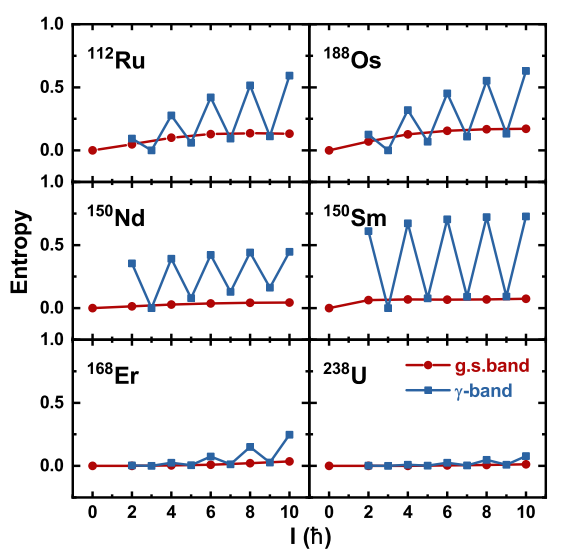 1.0
¹¹²Ru
¹⁸⁸Os
0.5
0.0
1.0
¹⁵⁰Nd
¹⁵⁰Sm
0.5
0.0
1.0
¹⁶⁸Er
²³⁸U
g.s.band
γ-band
0.5
0.0
0 2 4 6 8 10
0 2 4 6 8 10
Entropy
I (ħ)